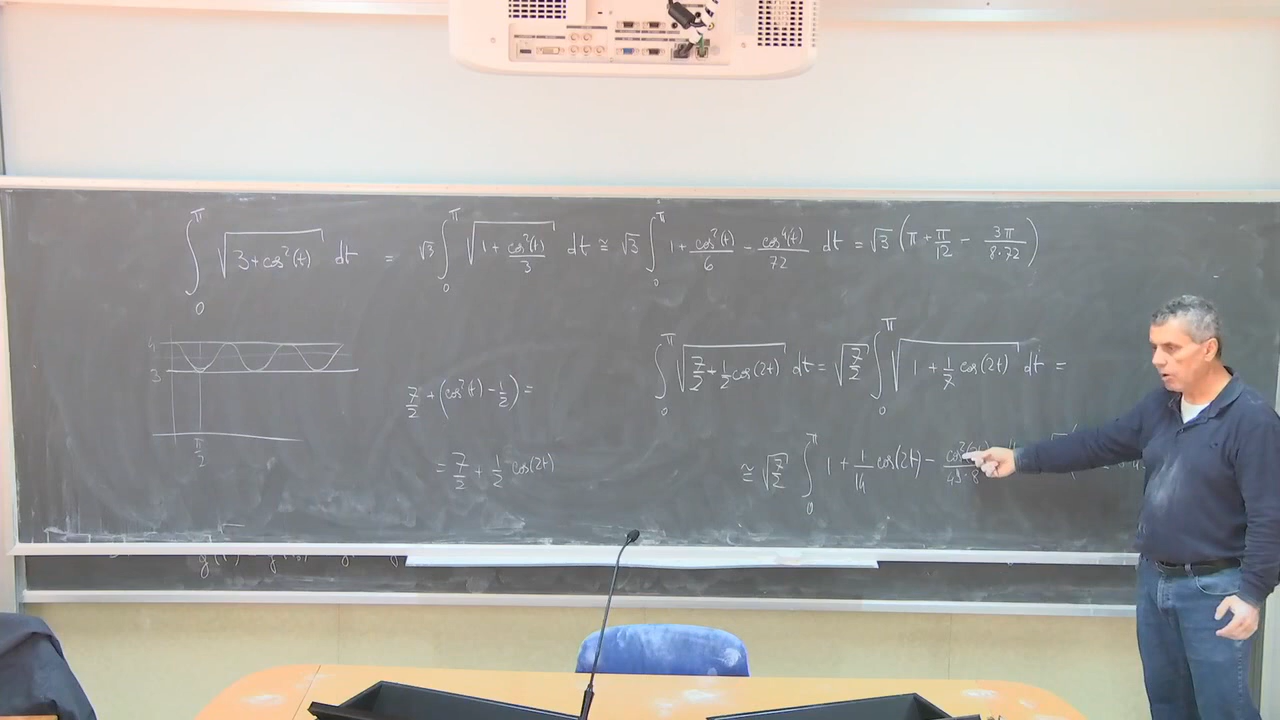 ∫₀^π √(3+cos²(t)) dt = √3 ∫₀^π √(1+cos²(t)/3) dt ≅ √3 ∫₀^π 1+cos²(t)/6 − cos⁴(t)/72 dt = √3 (π+π/12 − 3π/(8·72))
4
3
π/2
7/2+(cos²(t)−1/2)=
=7/2+1/2 cos(2t)
∫₀^π √(7/2+1/2 cos(2t)) dt = √(7/2) ∫₀^π √(1+1/7 cos(2t)) dt =
≅ √(7/2) ∫₀^π 1+1/14 cos(2t) −